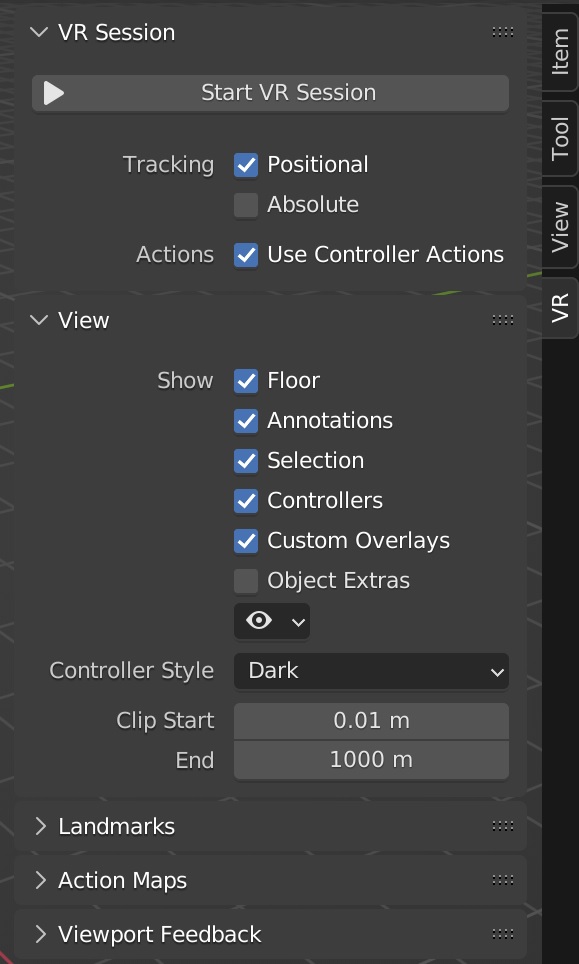 VR Session
Start VR Session
Tracking Positional
Absolute
Actions Use Controller Actions
View
Show Floor
Annotations
Selection
Controllers
Custom Overlays
Object Extras
Controller Style Dark
Clip Start 0.01 m
End 1000 m
Landmarks
Action Maps
Viewport Feedback
Item
Tool
View
VR